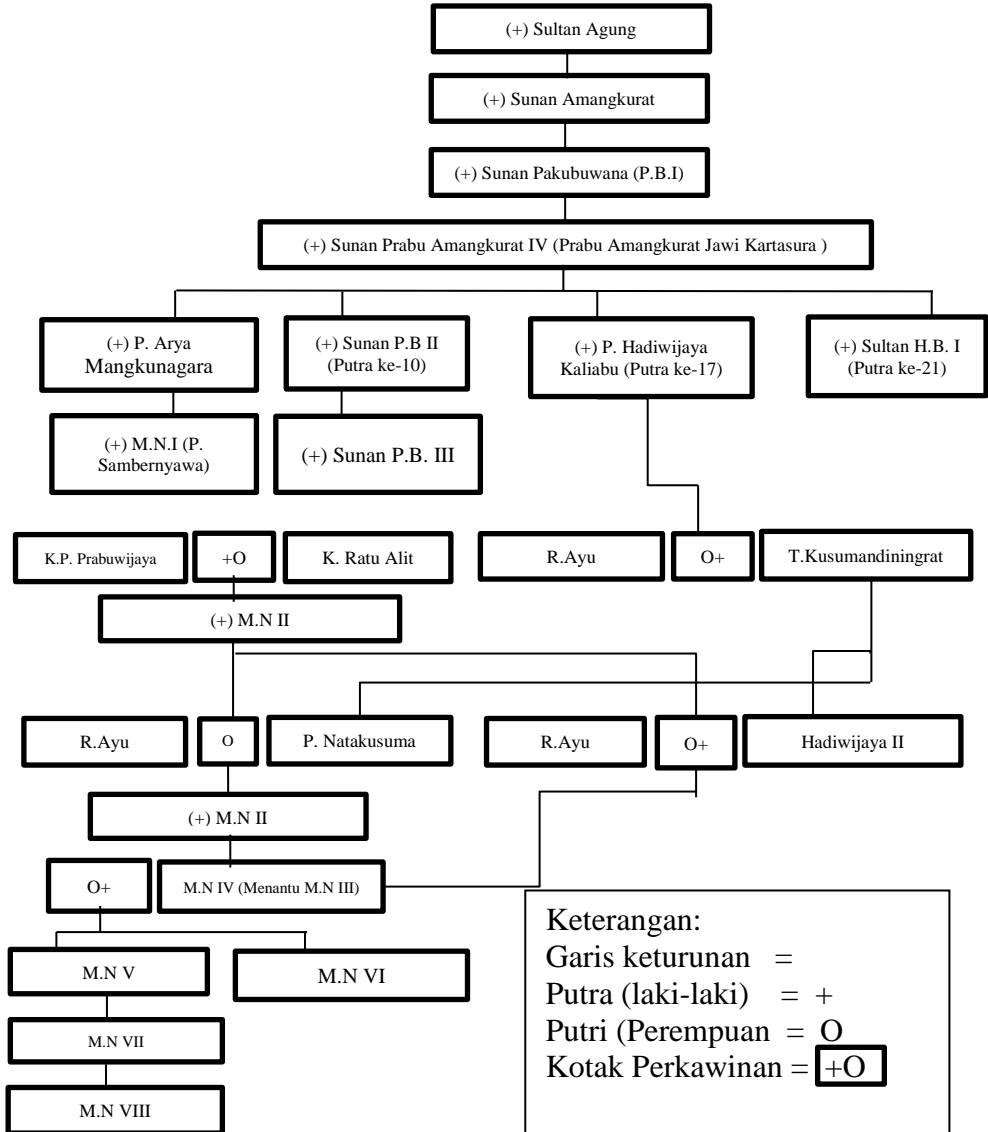 (+) Sultan Agung
(+) Sunan Amangkurat
(+) Sunan Pakubuwana (P.B.I)
(+) Sunan Prabu Amangkurat IV (Prabu Amangkurat Jawi Kartasura )
(+) P. Arya
Mangkunagara
(+) Sunan P.B II
(Putra ke-10)
(+) P. Hadiwijaya
Kaliabu (Putra ke-17)
(+) Sultan H.B. I
(Putra ke-21)
(+) M.N.I (P.
Sambernyawa)
(+) Sunan P.B. III
K.P. Prabuwijaya
+O
K. Ratu Alit
R.Ayu
O+
T.Kusumandiningrat
(+) M.N II
R.Ayu
O
P. Natakusuma
R.Ayu
O+
Hadiwijaya II
(+) M.N II
O+
M.N IV (Menantu M.N III)
M.N V
M.N VI
M.N VII
M.N VIII
Keterangan:
Garis keturunan =
Putra (laki-laki) = +
Putri (Perempuan = O
Kotak Perkawinan = +O